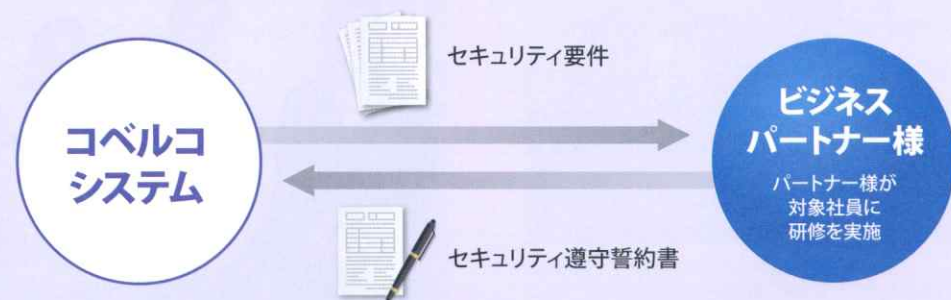 セキュリティ要件
コベルコ
システム
ビジネス
パートナー様
パートナー様が
対象社員に
研修を実施
セキュリティ遵守誓約書